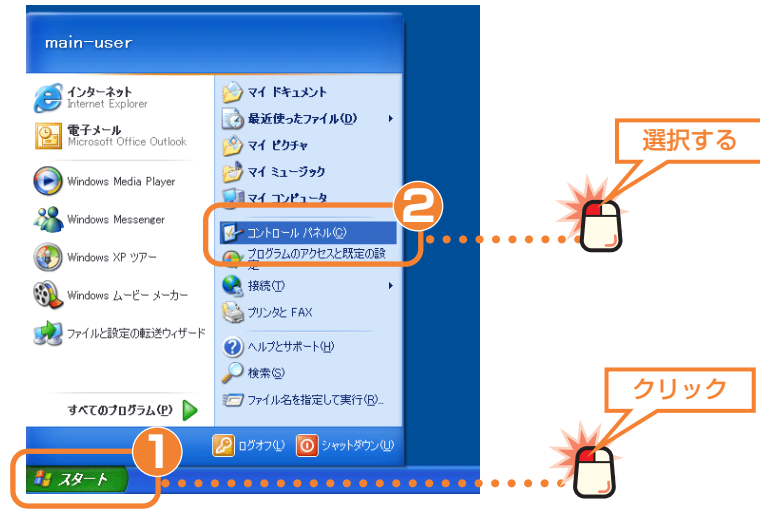 main-user
インターネット
Internet Explorer
電子メール
Microsoft Office Outlook
Windows Media Player
Windows Messenger
Windows XP ツアー
Windows ムービー メーカー
ファイルと設定の転送ウィザード
すべてのプログラム(P)
マイ ドキュメント
最近使ったファイル(D)
マイ ピクチャ
マイ ミュージック
マイ コンピュータ
2
コントロール パネル(C)
プログラムのアクセスと既定の設
定
接続(T)
プリンタと FAX
ヘルプとサポート(H)
検索(S)
ファイル名を指定して実行(R)...
ログオフ(L)
シャットダウン(U)
1
スタート
選択する
クリック